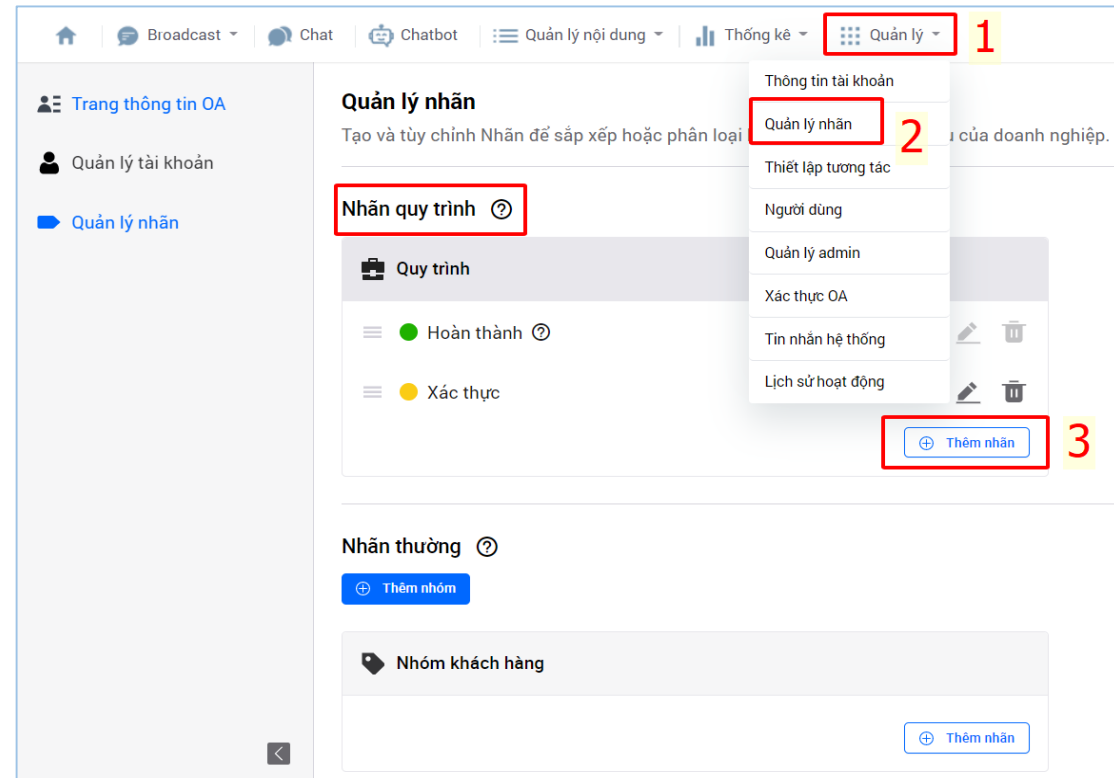 Broadcast
Chat
Chatbot
Quản lý nội dung
Thống kê
Quản lý
1
Trang thông tin OA
Quản lý tài khoản
Quản lý nhãn
Thông tin tài khoản
Quản lý nhãn
2
Thiết lập tương tác
Người dùng
Quản lý admin
Xác thực OA
Tin nhắn hệ thống
Lịch sử hoạt động
Quản lý nhãn
Tạo và tùy chỉnh Nhãn để sắp xếp hoặc phân loại của doanh nghiệp.
Nhãn quy trình ?
Quy trình
Hoàn thành ?
Xác thực
Thêm nhãn
3
Nhãn thường ?
Thêm nhóm
Nhóm khách hàng
Thêm nhãn